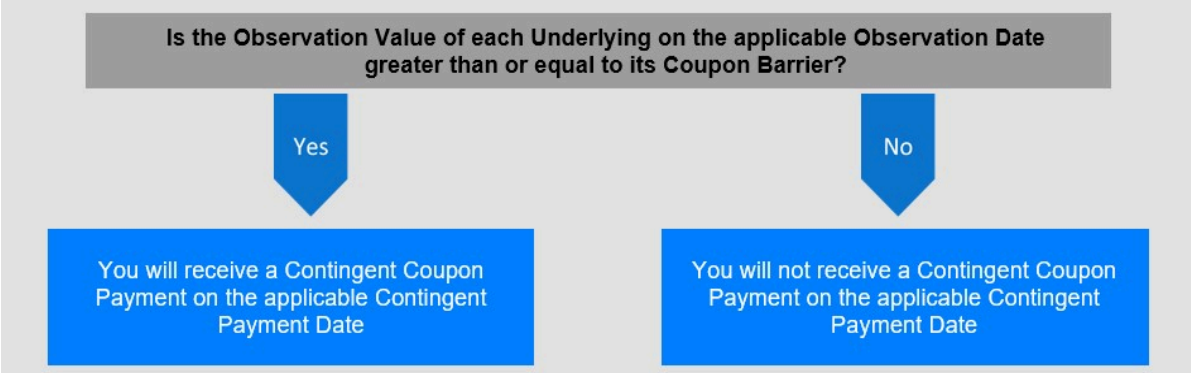 Is the Observation Value of each Underlying on the applicable Observation Date
greater than or equal to its Coupon Barrier?
Yes
No
You will receive a Contingent Coupon
Payment on the applicable Contingent
Payment Date
You will not receive a Contingent Coupon
Payment on the applicable Contingent
Payment Date